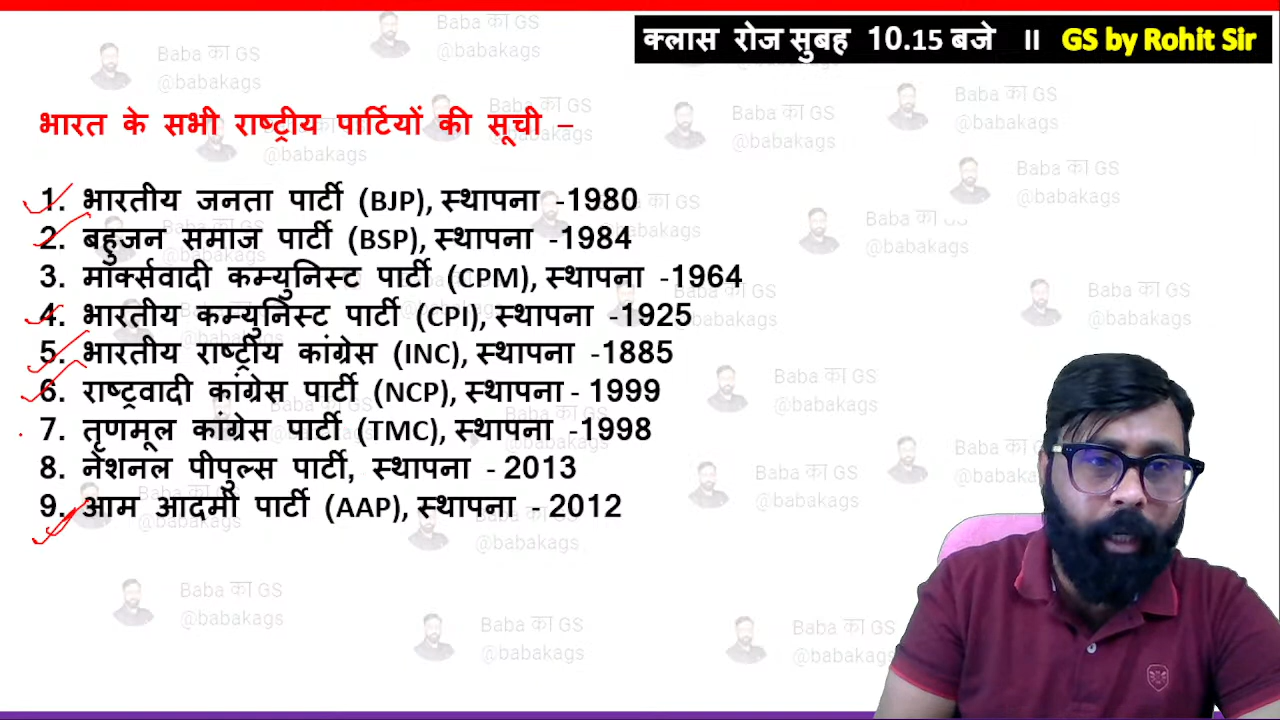 क्लास रोज सुबह 10.15 बजे II GS by Rohit Sir
भारत के सभी राष्ट्रीय पार्टियों की सूची –
1. भारतीय जनता पार्टी (BJP), स्थापना -1980
2. बहुजन समाज पार्टी (BSP), स्थापना -1984
3. मार्क्सवादी कम्युनिस्ट पार्टी (CPM), स्थापना -1964
4. भारतीय कम्युनिस्ट पार्टी (CPI), स्थापना -1925
5. भारतीय राष्ट्रीय कांग्रेस (INC), स्थापना -1885
6. राष्ट्रवादी कांग्रेस पार्टी (NCP), स्थापना - 1999
7. तृणमूल कांग्रेस पार्टी (TMC), स्थापना -1998
8. नेशनल पीपुल्स पार्टी, स्थापना - 2013
9. आम आदमी पार्टी (AAP), स्थापना - 2012
Baba का GS
@babakags